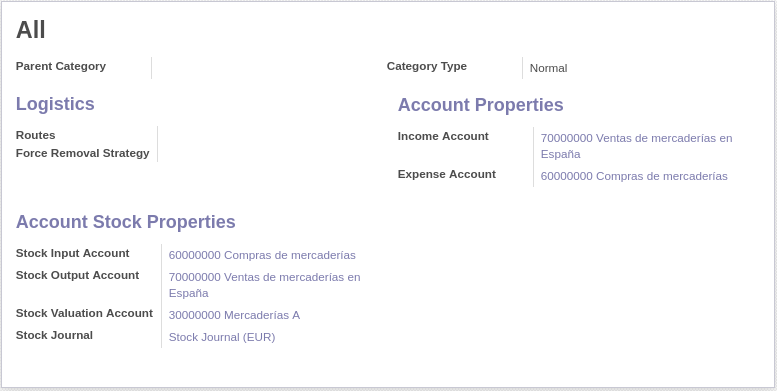 All
Parent Category
Category Type Normal
Logistics
Routes
Force Removal Strategy
Account Properties
Income Account 70000000 Ventas de mercaderías en
España
Expense Account 60000000 Compras de mercaderías
Account Stock Properties
Stock Input Account 60000000 Compras de mercaderías
Stock Output Account 70000000 Ventas de mercaderías en
España
Stock Valuation Account 30000000 Mercaderías A
Stock Journal Stock Journal (EUR)